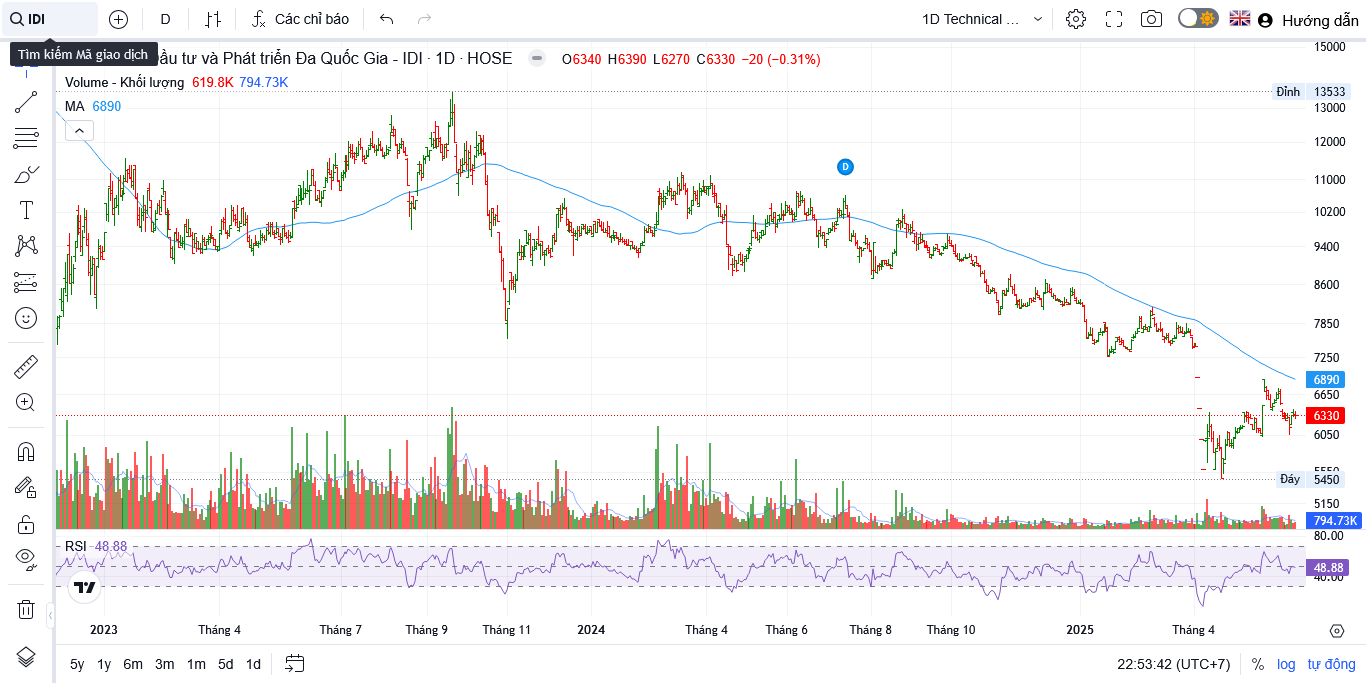 IDI
D
Các chỉ báo
1D Technical ...
Hướng dẫn
Tìm kiếm Mã giao dịch
ầu tư và Phát triển Đa Quốc Gia - IDI · 1D · HOSE
O6340 H6390 L6270 C6330 −20 (−0.31%)
Volume - Khối lượng 619.8K 794.73K
MA 6890
D
15000
Đỉnh 13533
13000
12000
11000
10200
9400
8600
7850
7250
6890
6650
6330
6050
5550
Đáy 5450
5150
794.73K
RSI 48.88
80.00
48.88
40.00
2023 Tháng 4 Tháng 7 Tháng 9 Tháng 11 2024 Tháng 4 Tháng 6 Tháng 8 Tháng 10 2025 Tháng 4
5y 1y 6m 3m 1m 5d 1d
22:53:42 (UTC+7) % log tự động